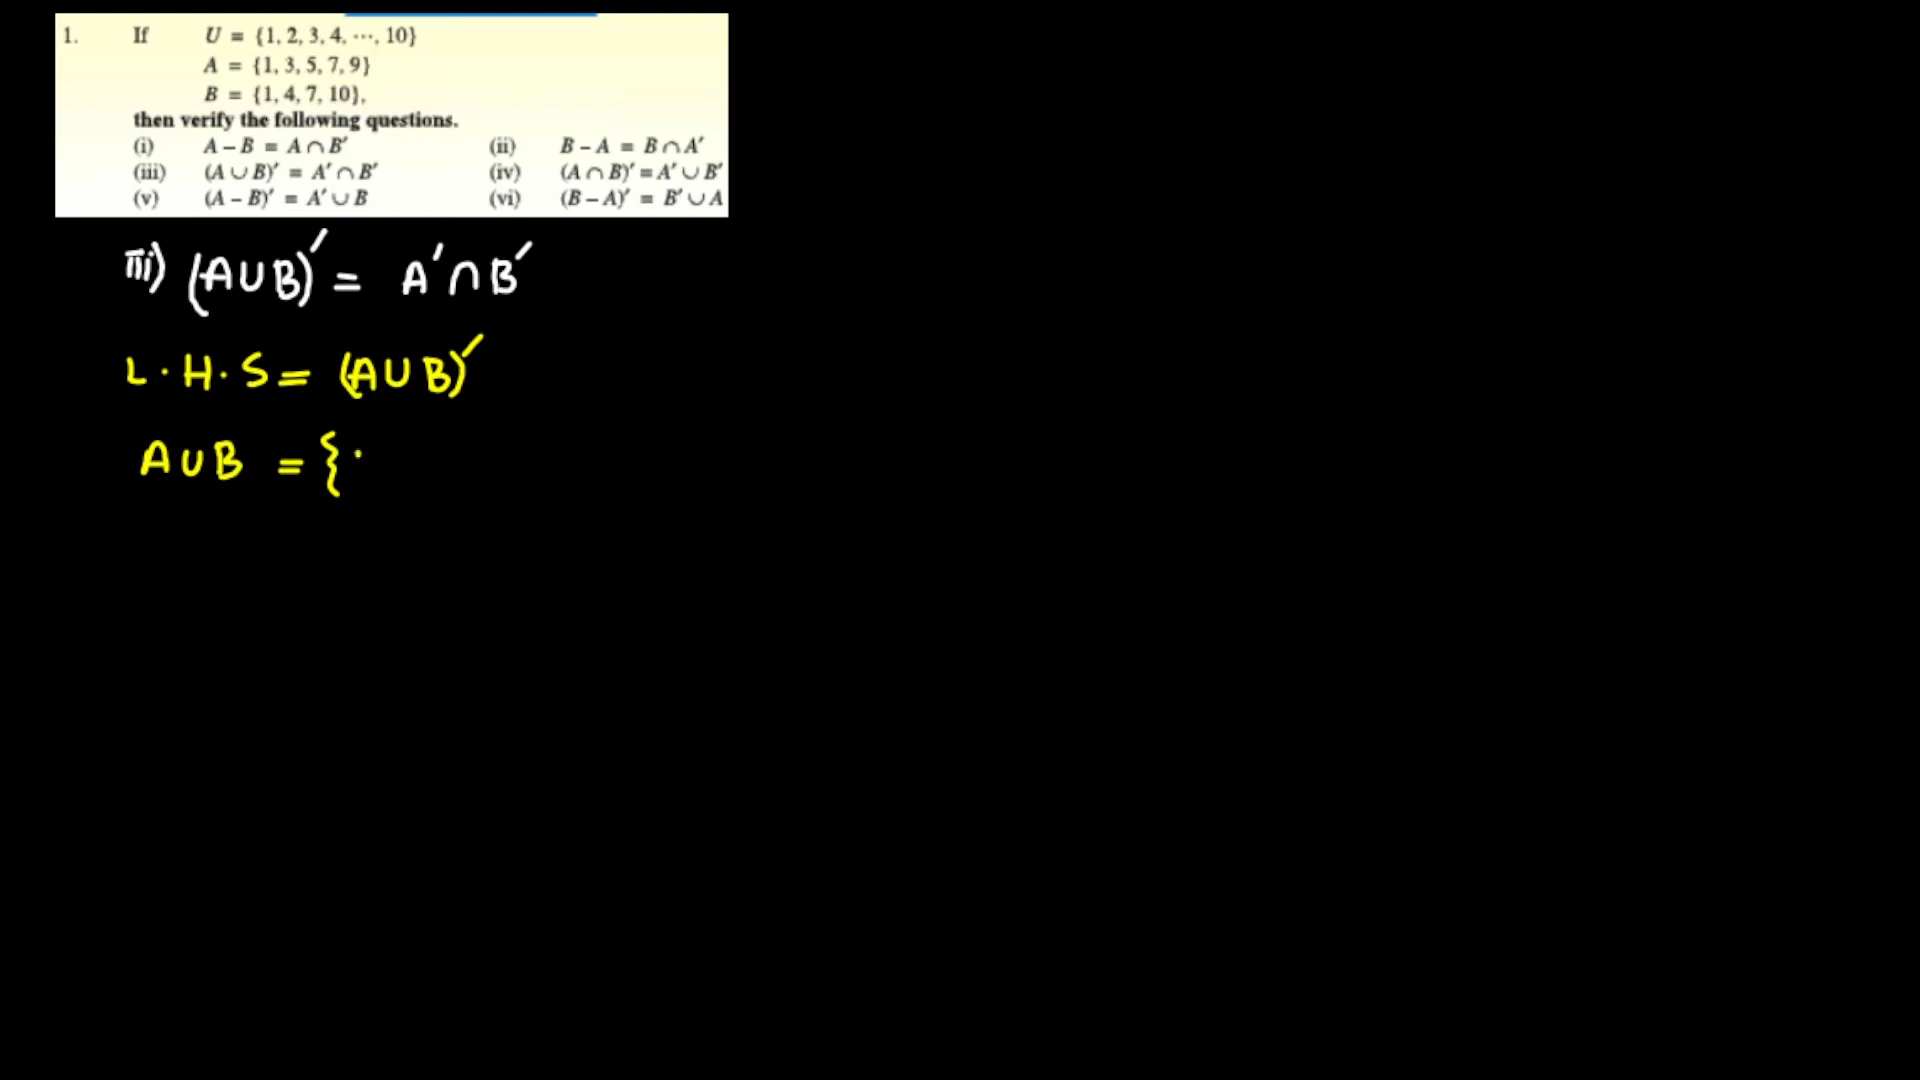 1. If U = {1, 2, 3, 4, ⋯, 10}
A = {1, 3, 5, 7, 9}
B = {1, 4, 7, 10},
then verify the following questions.
(i) A – B = A ∩ B′ (ii) B – A = B ∩ A′
(iii) (A ∪ B)′ = A′ ∩ B′ (iv) (A ∩ B)′ = A′ ∪ B′
(v) (A – B)′ = A′ ∪ B (vi) (B – A)′ = B′ ∪ A
iii) (A∪B)′ = A′∩B′
L.H.S = (A∪B)′
A∪B = {